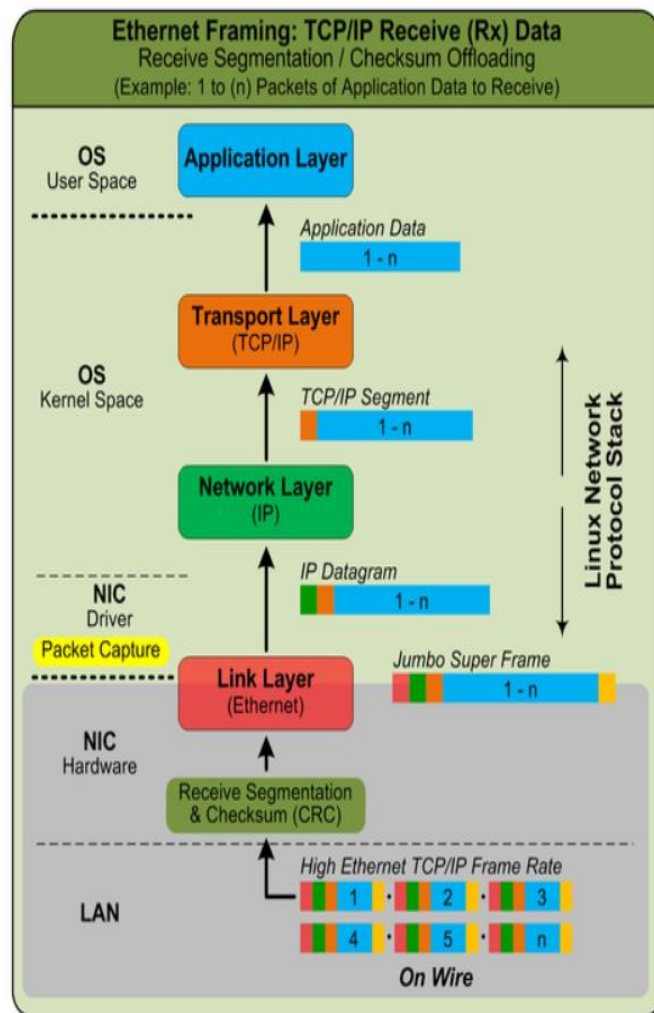 Ethernet Framing: TCP/IP Receive (Rx) Data
Receive Segmentation / Checksum Offloading
(Example: 1 to (n) Packets of Application Data to Receive)
OS
User Space
Application Layer
Application Data
1 - n
Transport Layer
(TCP/IP)
OS
Kernel Space
TCP/IP Segment
1 - n
Network Layer
(IP)
Linux Network
Protocol Stack
IP Datagram
1 - n
NIC
Driver
Packet Capture
Link Layer
(Ethernet)
Jumbo Super Frame
1 - n
NIC
Hardware
Receive Segmentation
& Checksum (CRC)
LAN
High Ethernet TCP/IP Frame Rate
1 · 2 · 3
4 · 5 · n
On Wire